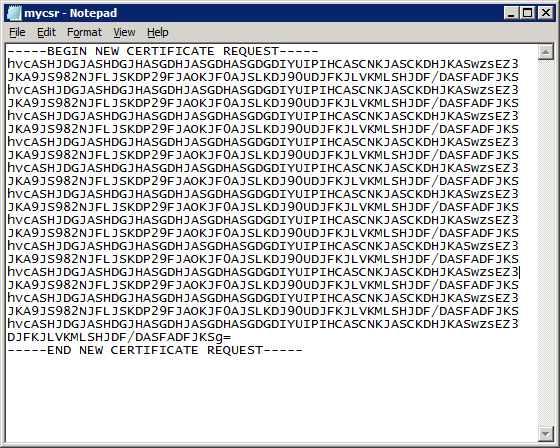 mycsr - Notepad
File Edit Format View Help
-----BEGIN NEW CERTIFICATE REQUEST-----
hvcASHJDGJASHDGJHASGDHJASGDHASGDGDIYUIPIHCASCNKJASCKDHJKASwzsEZ3
JKA9JS982NJFLJSKDP29FJAOKJF0AJSLKDJ90UDJFKJLVKMLSHJDF/DASFADFJKS
hvcASHJDGJASHDGJHASGDHJASGDHASGDGDIYUIPIHCASCNKJASCKDHJKASwzsEZ3
JKA9JS982NJFLJSKDP29FJAOKJF0AJSLKDJ90UDJFKJLVKMLSHJDF/DASFADFJKS
hvcASHJDGJASHDGJHASGDHJASGDHASGDGDIYUIPIHCASCNKJASCKDHJKASwzsEZ3
JKA9JS982NJFLJSKDP29FJAOKJF0AJSLKDJ90UDJFKJLVKMLSHJDF/DASFADFJKS
hvcASHJDGJASHDGJHASGDHJASGDHASGDGDIYUIPIHCASCNKJASCKDHJKASwzsEZ3
JKA9JS982NJFLJSKDP29FJAOKJF0AJSLKDJ90UDJFKJLVKMLSHJDF/DASFADFJKS
hvcASHJDGJASHDGJHASGDHJASGDHASGDGDIYUIPIHCASCNKJASCKDHJKASwzsEZ3
JKA9JS982NJFLJSKDP29FJAOKJF0AJSLKDJ90UDJFKJLVKMLSHJDF/DASFADFJKS
hvcASHJDGJASHDGJHASGDHJASGDHASGDGDIYUIPIHCASCNKJASCKDHJKASwzsEZ3
JKA9JS982NJFLJSKDP29FJAOKJF0AJSLKDJ90UDJFKJLVKMLSHJDF/DASFADFJKS
hvcASHJDGJASHDGJHASGDHJASGDHASGDGDIYUIPIHCASCNKJASCKDHJKASwzsEZ3
JKA9JS982NJFLJSKDP29FJAOKJF0AJSLKDJ90UDJFKJLVKMLSHJDF/DASFADFJKS
hvcASHJDGJASHDGJHASGDHJASGDHASGDGDIYUIPIHCASCNKJASCKDHJKASwzsEZ3
JKA9JS982NJFLJSKDP29FJAOKJF0AJSLKDJ90UDJFKJLVKMLSHJDF/DASFADFJKS
hvcASHJDGJASHDGJHASGDHJASGDHASGDGDIYUIPIHCASCNKJASCKDHJKASwzsEZ3
JKA9JS982NJFLJSKDP29FJAOKJF0AJSLKDJ90UDJFKJLVKMLSHJDF/DASFADFJKS
hvcASHJDGJASHDGJHASGDHJASGDHASGDGDIYUIPIHCASCNKJASCKDHJKASwzsEZ3
JKA9JS982NJFLJSKDP29FJAOKJF0AJSLKDJ90UDJFKJLVKMLSHJDF/DASFADFJKS
hvcASHJDGJASHDGJHASGDHJASGDHASGDGDIYUIPIHCASCNKJASCKDHJKASwzsEZ3
DJFKJLVKMLSHJDF/DASFADFJKSg=
-----END NEW CERTIFICATE REQUEST-----